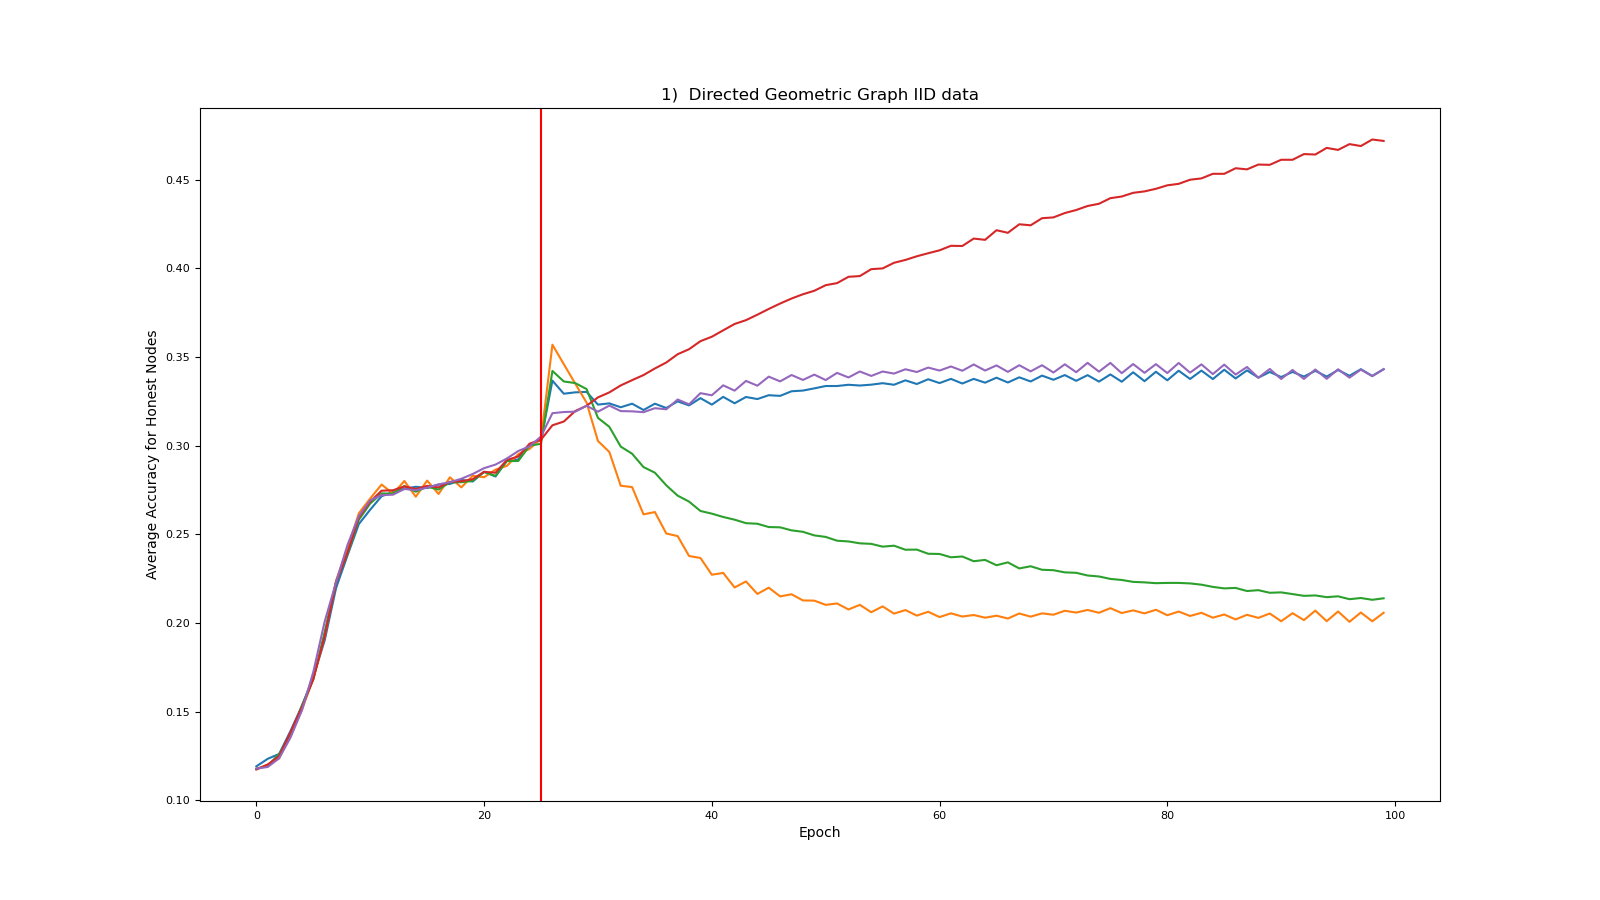 1)  Directed Geometric Graph IID data
Average Accuracy for Honest Nodes
0.45
0.40
0.35
0.30
0.25
0.20
0.15
0.10
0 20 40 60 80 100
Epoch